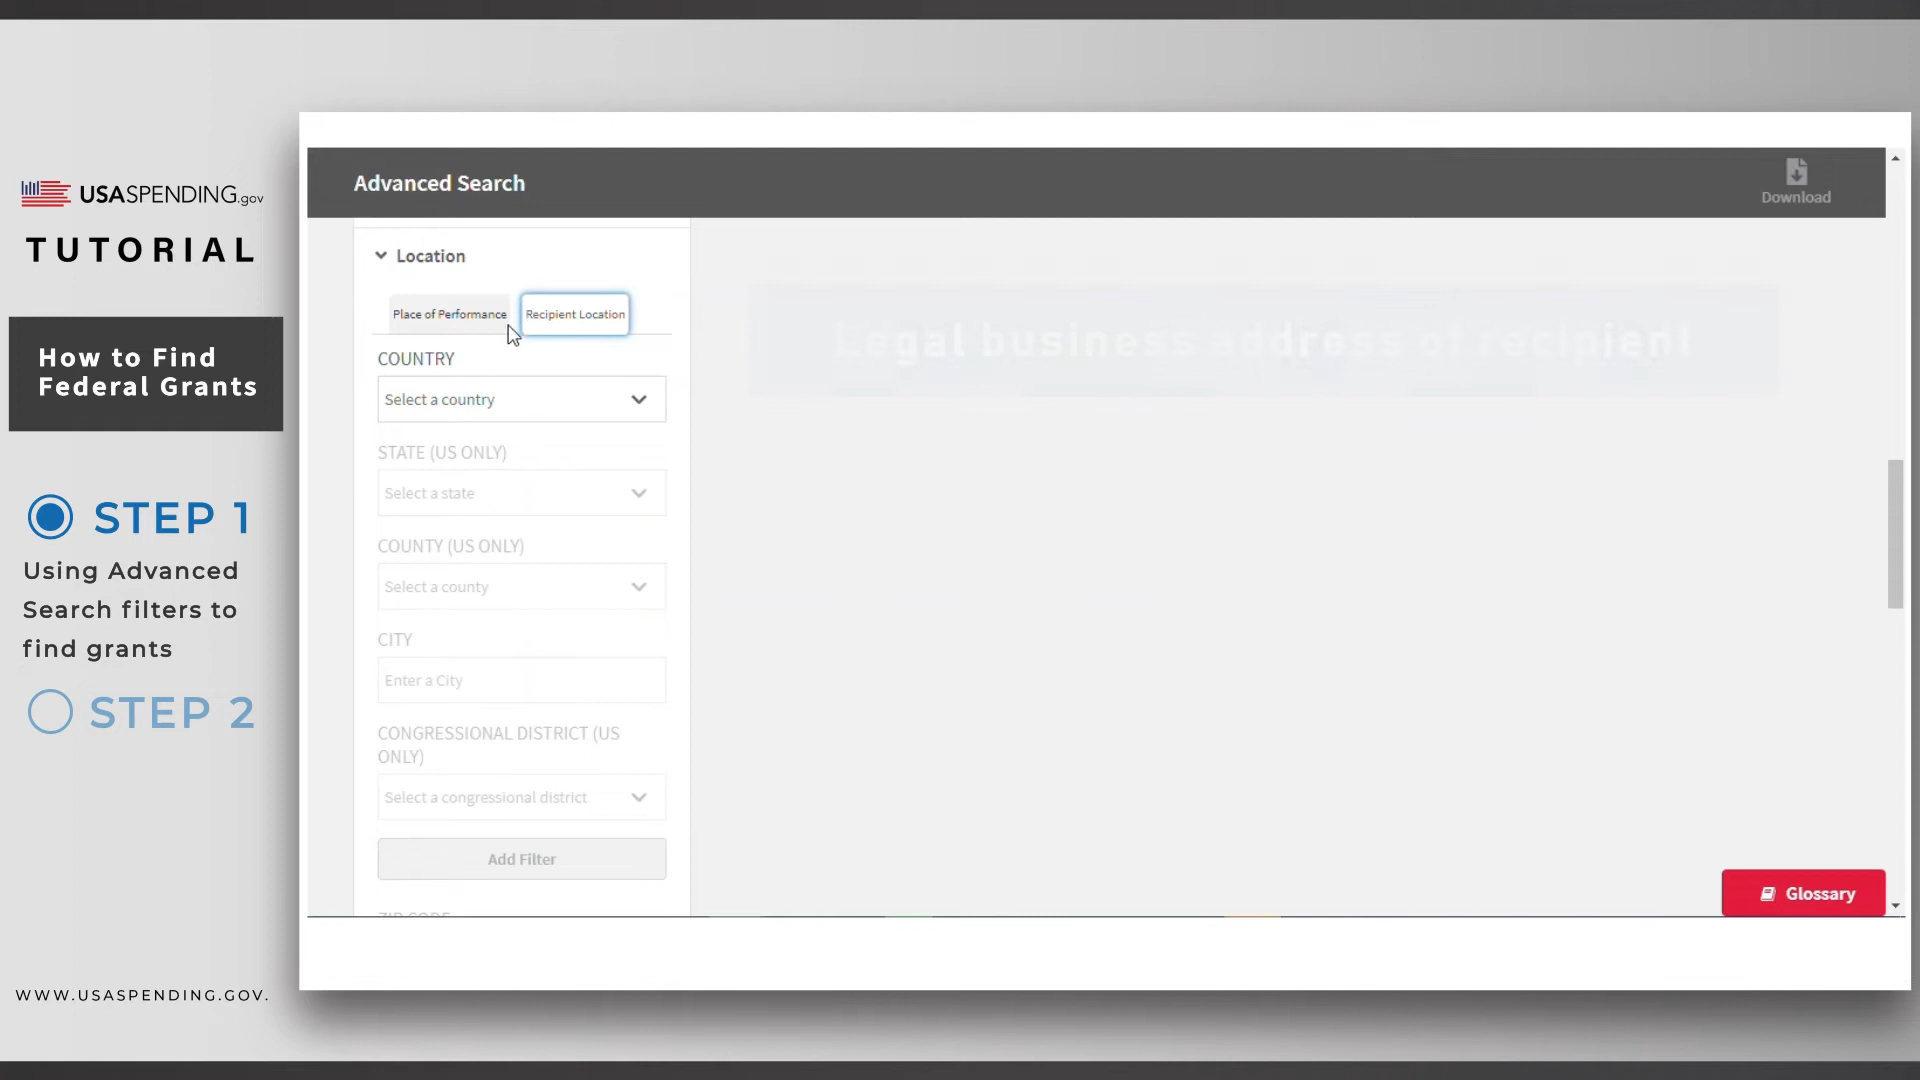 USASPENDING.gov
TUTORIAL
How to Find
Federal Grants
STEP 1
Using Advanced
Search filters to
find grants
STEP 2
WWW.USASPENDING.GOV.
Advanced Search
Download
Location
Place of Performance
Recipient Location
Legal business address of recipient
COUNTRY
Select a country
STATE (US ONLY)
Select a state
COUNTY (US ONLY)
Select a county
CITY
Enter a City
CONGRESSIONAL DISTRICT (US
ONLY)
Select a congressional district
Add Filter
ZIP CODE
Glossary